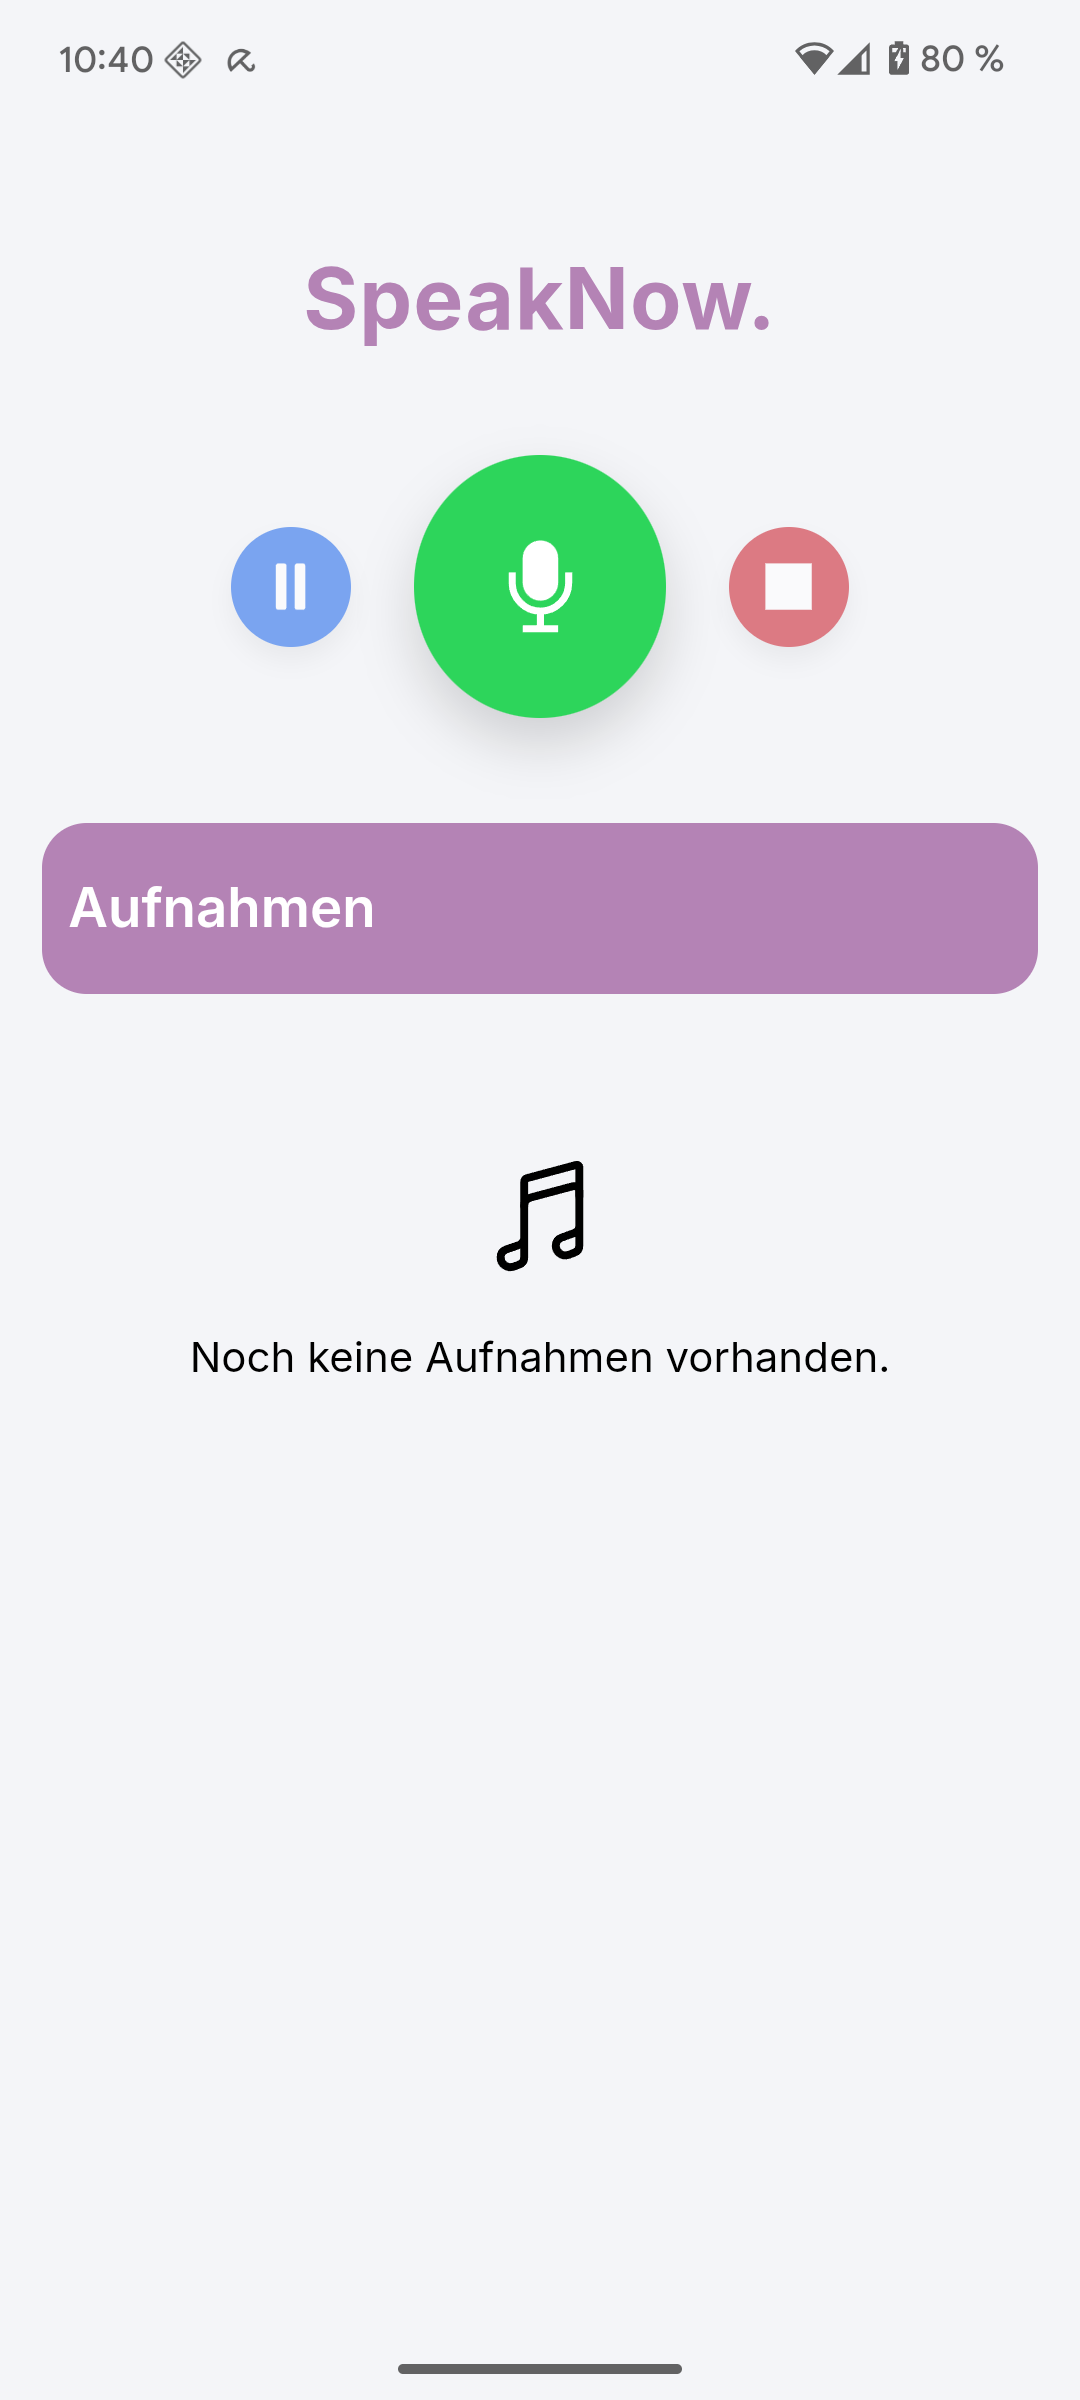 10:40
80 %
SpeakNow.
Aufnahmen
Noch keine Aufnahmen vorhanden.